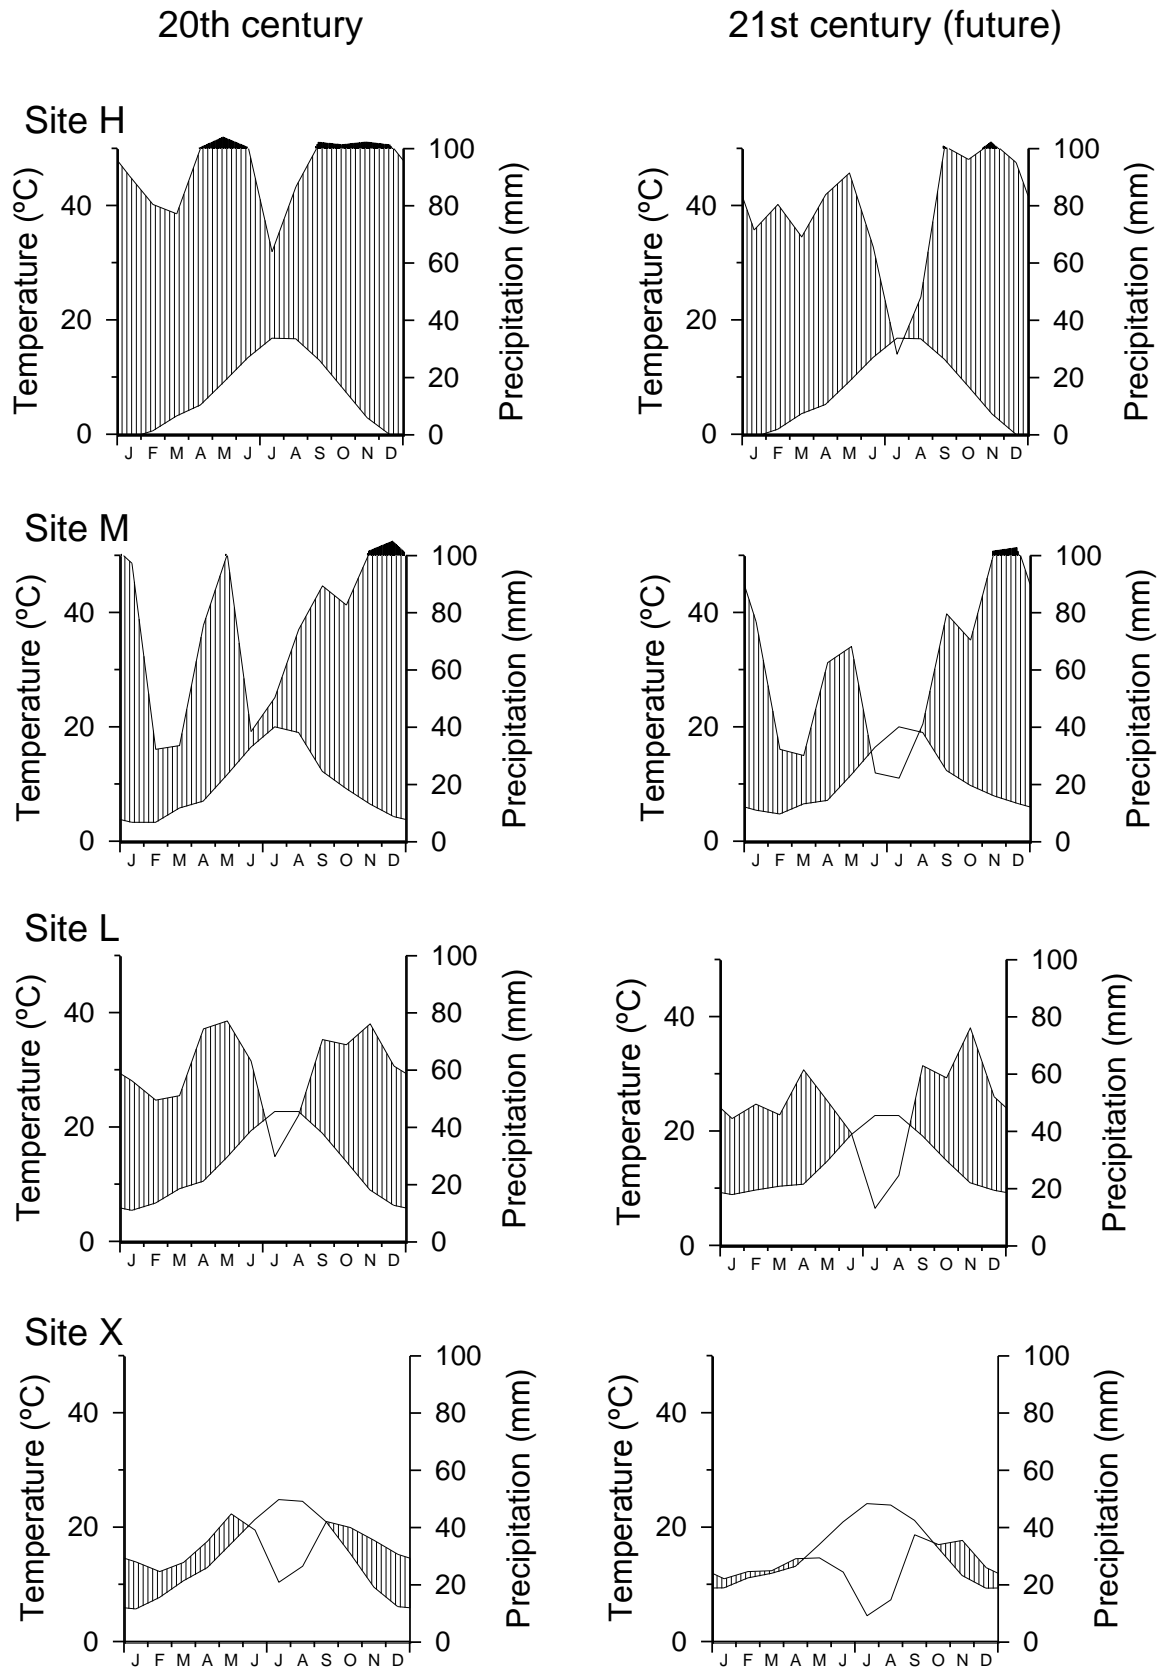 20th century 21st century (future)
Site H
100 100
Temperature (ºC) Precipitation (mm) Temperature (ºC) Precipitation (mm)
40 80 40 80
60 60
20 40 20 40
20 20
0 0 0 0
J F M A M J J A S O N D J F M A M J J A S O N D
Site M
100 100
Temperature (ºC) Precipitation (mm) Temperature (ºC) Precipitation (mm)
40 80 40 80
60 60
20 40 20 40
20 20
0 0 0 0
J F M A M J J A S O N D J F M A M J J A S O N D
Site L
100 100
Temperature (ºC) Precipitation (mm) Temperature (ºC) Precipitation (mm)
40 80 40 80
60 60
20 40 20 40
20 20
0 0 0 0
J F M A M J J A S O N D J F M A M J J A S O N D
Site X
100 100
Temperature (ºC) Precipitation (mm) Temperature (ºC) Precipitation (mm)
40 80 40 80
60 60
20 40 20 40
20 20
0 0 0 0
J F M A M J J A S O N D J F M A M J J A S O N D